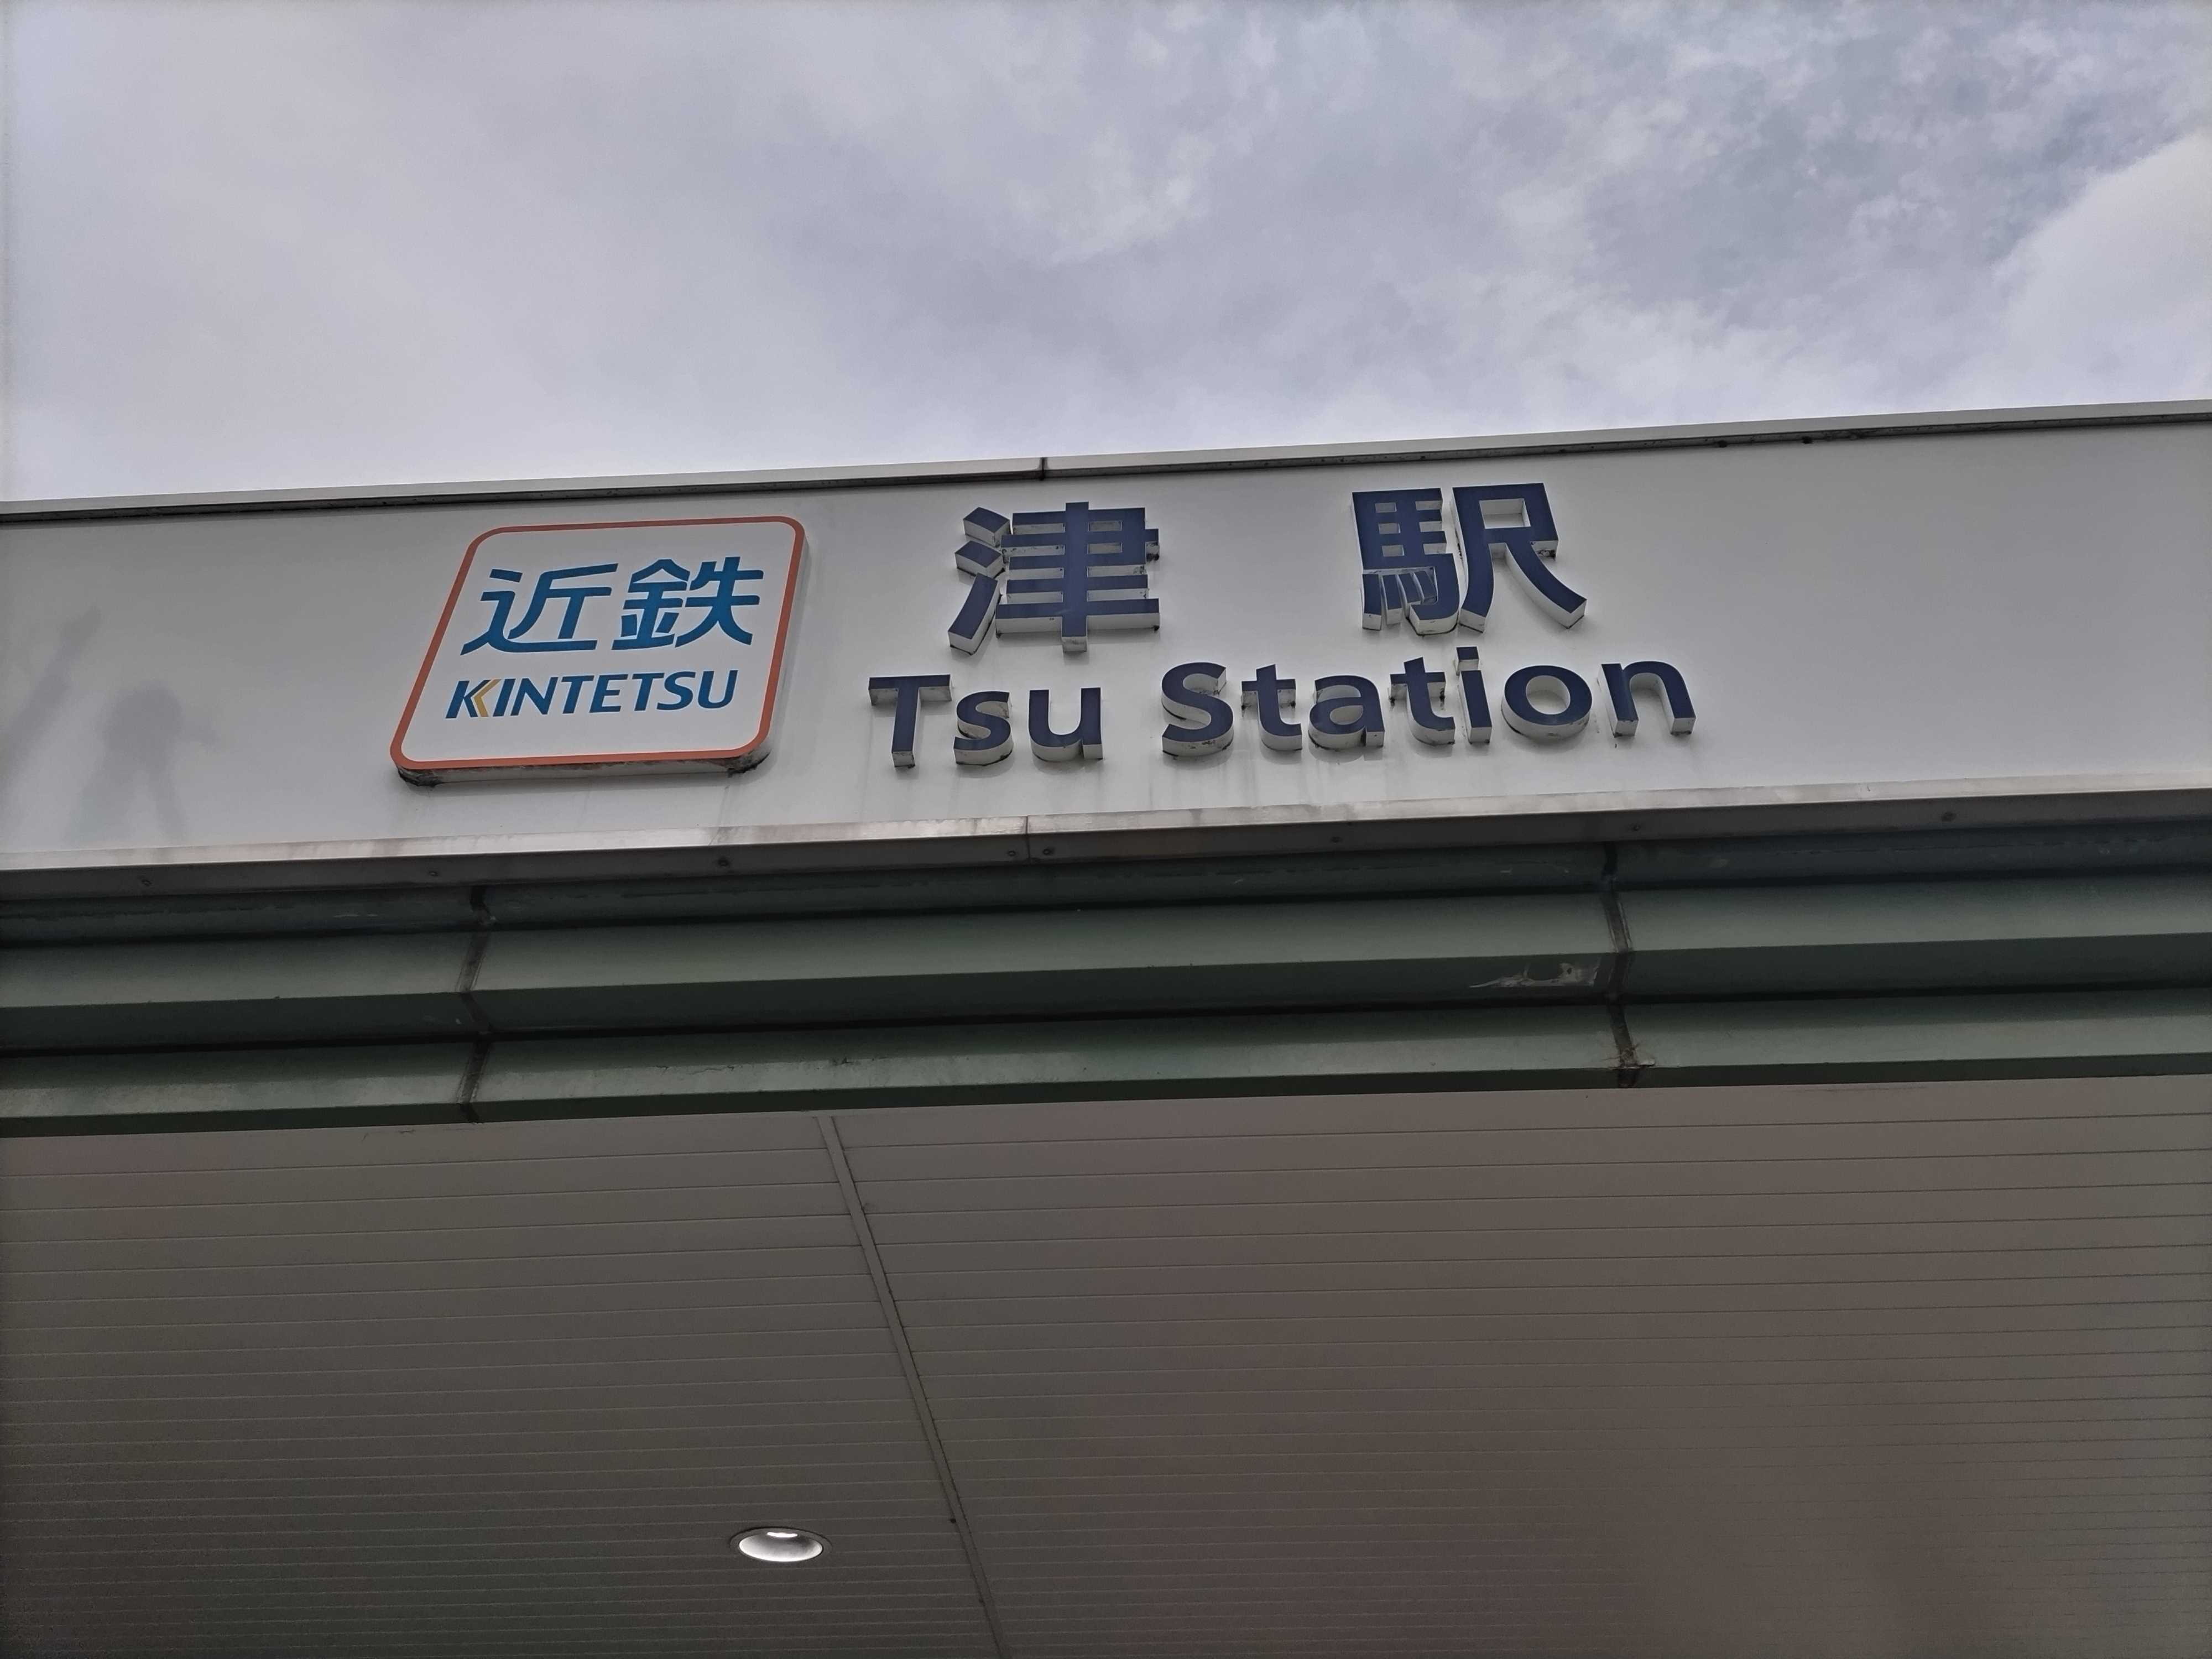 近鉄
KINTETSU
津 駅
Tsu Station